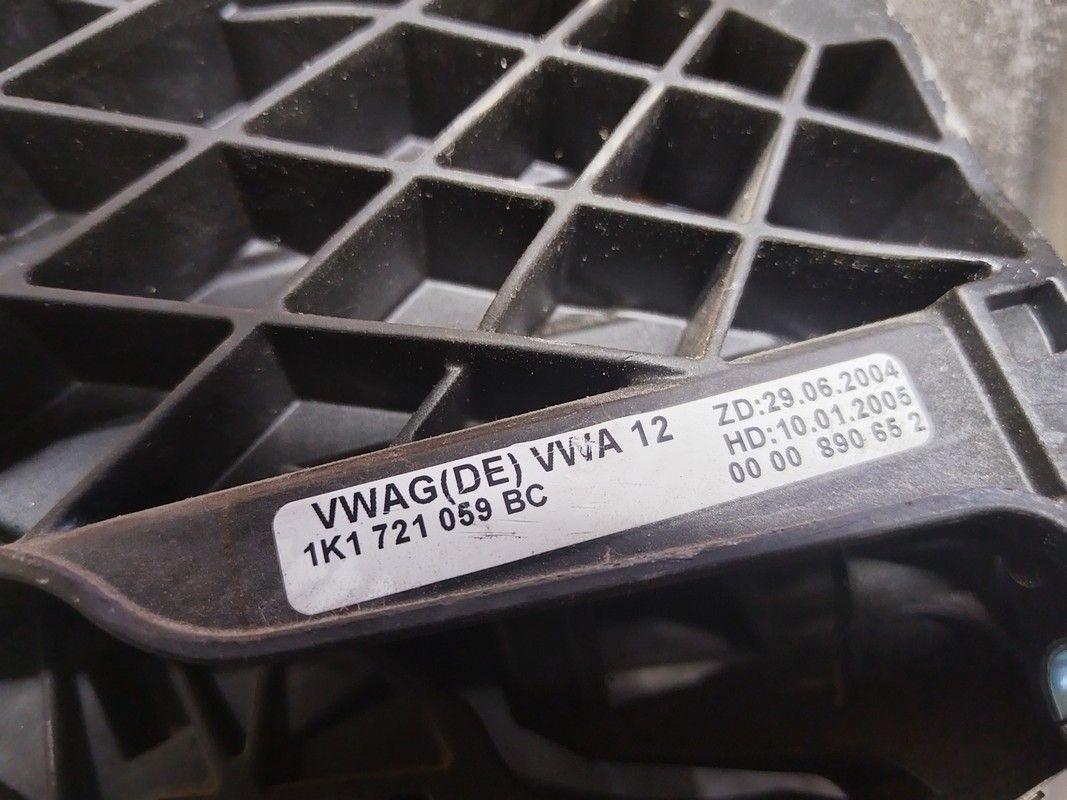 VWAG(DE) VWA 12
1K1 721 059 BC
ZD:29.06.2004
HD:10.01.2005
00 00 890 65 2